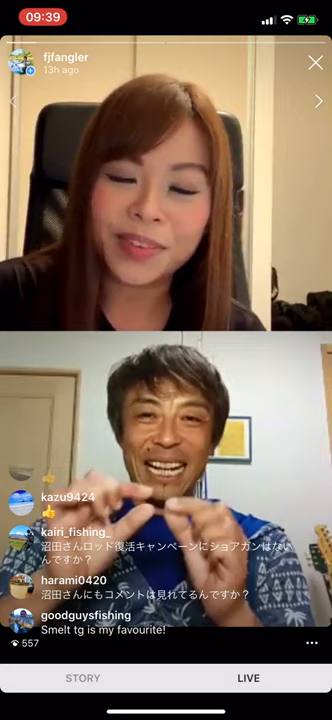 09:39
fjfangler
13h ago
kazu9424
👍
kairi_fishing_
沼田さんロッド復活キャンペーンにショアガンはない
んですか？
harami0420
沼田さんにもコメントは見れてるんですか？
goodguysfishing
Smelt tg is my favourite!
557
STORY
LIVE